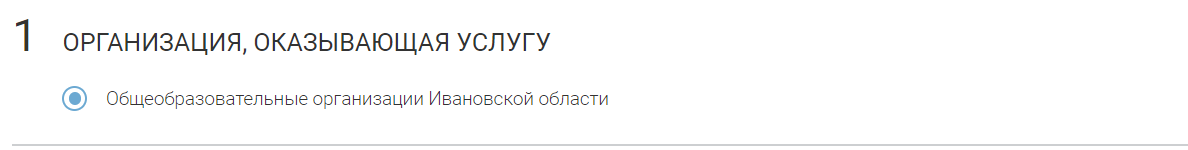 1 ОРГАНИЗАЦИЯ, ОКАЗЫВАЮЩАЯ УСЛУГУ
Общеобразовательные организации Ивановской области